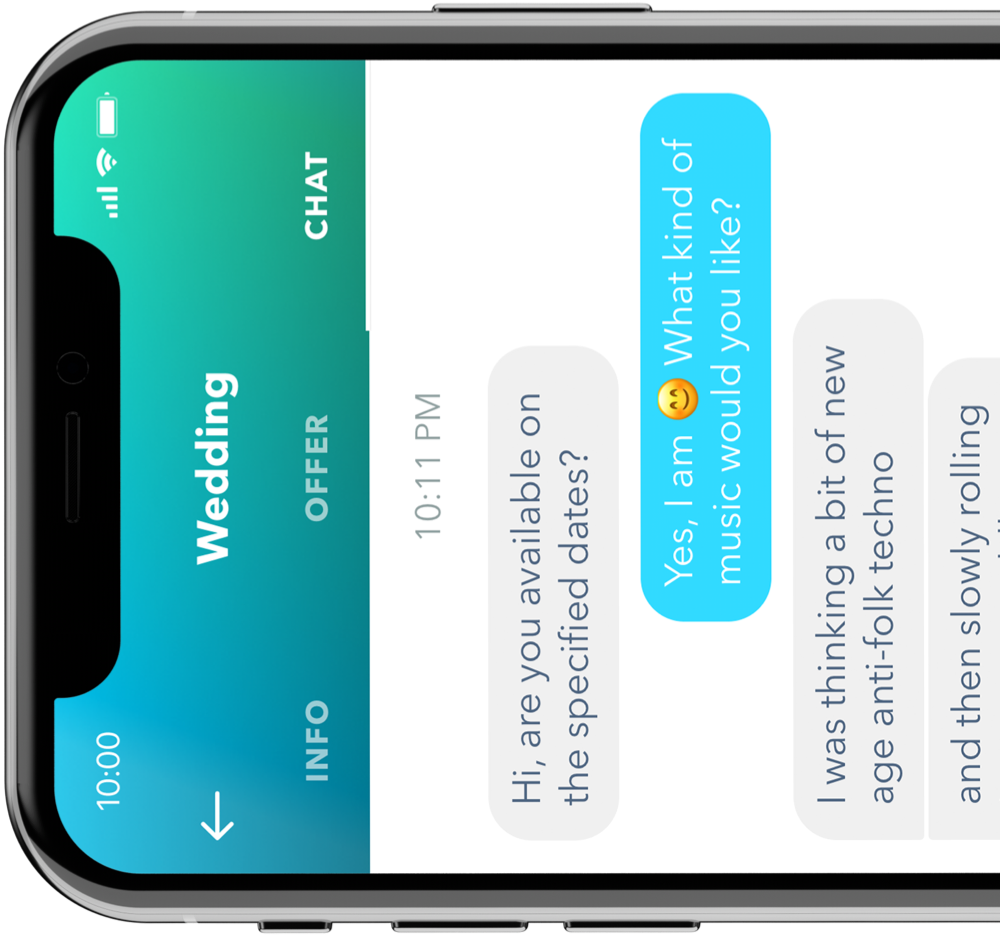 10:00
Wedding
INFO OFFER CHAT
10:11 PM
Hi, are you available on
the specified dates?
Yes, I am 😊 What kind of
music would you like?
I was thinking a bit of new
age anti-folk techno
and then slowly rolling